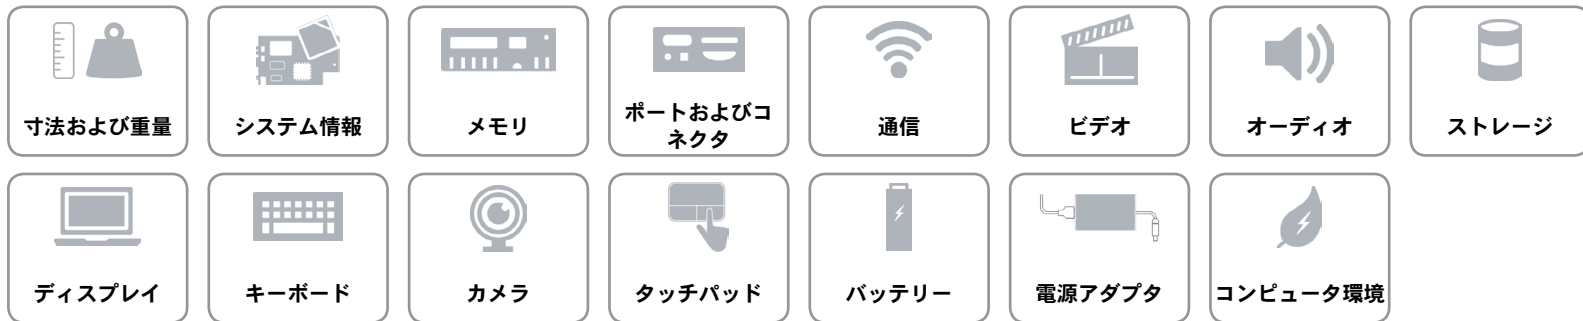 寸法および重量
システム情報
メモリ
ポートおよびコ
ネクタ
通信
ビデオ
オーディオ
ストレージ
ディスプレイ
キーボード
カメラ
タッチパッド
バッテリー
電源アダプタ
コンピュータ環境